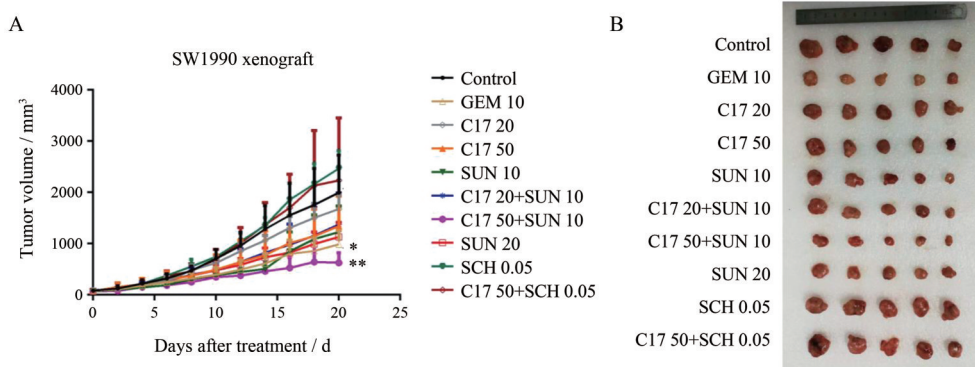 A
SW1990 xenograft
Tumor volume / mm³
4000
3000
2000
1000
0
0
5
10
15
20
25
Days after treatment / d
*
**
Control
GEM 10
C17 20
C17 50
SUN 10
C17 20+SUN 10
C17 50+SUN 10
SUN 20
SCH 0.05
C17 50+SCH 0.05
B
Control
GEM 10
C17 20
C17 50
SUN 10
C17 20+SUN 10
C17 50+SUN 10
SUN 20
SCH 0.05
C17 50+SCH 0.05